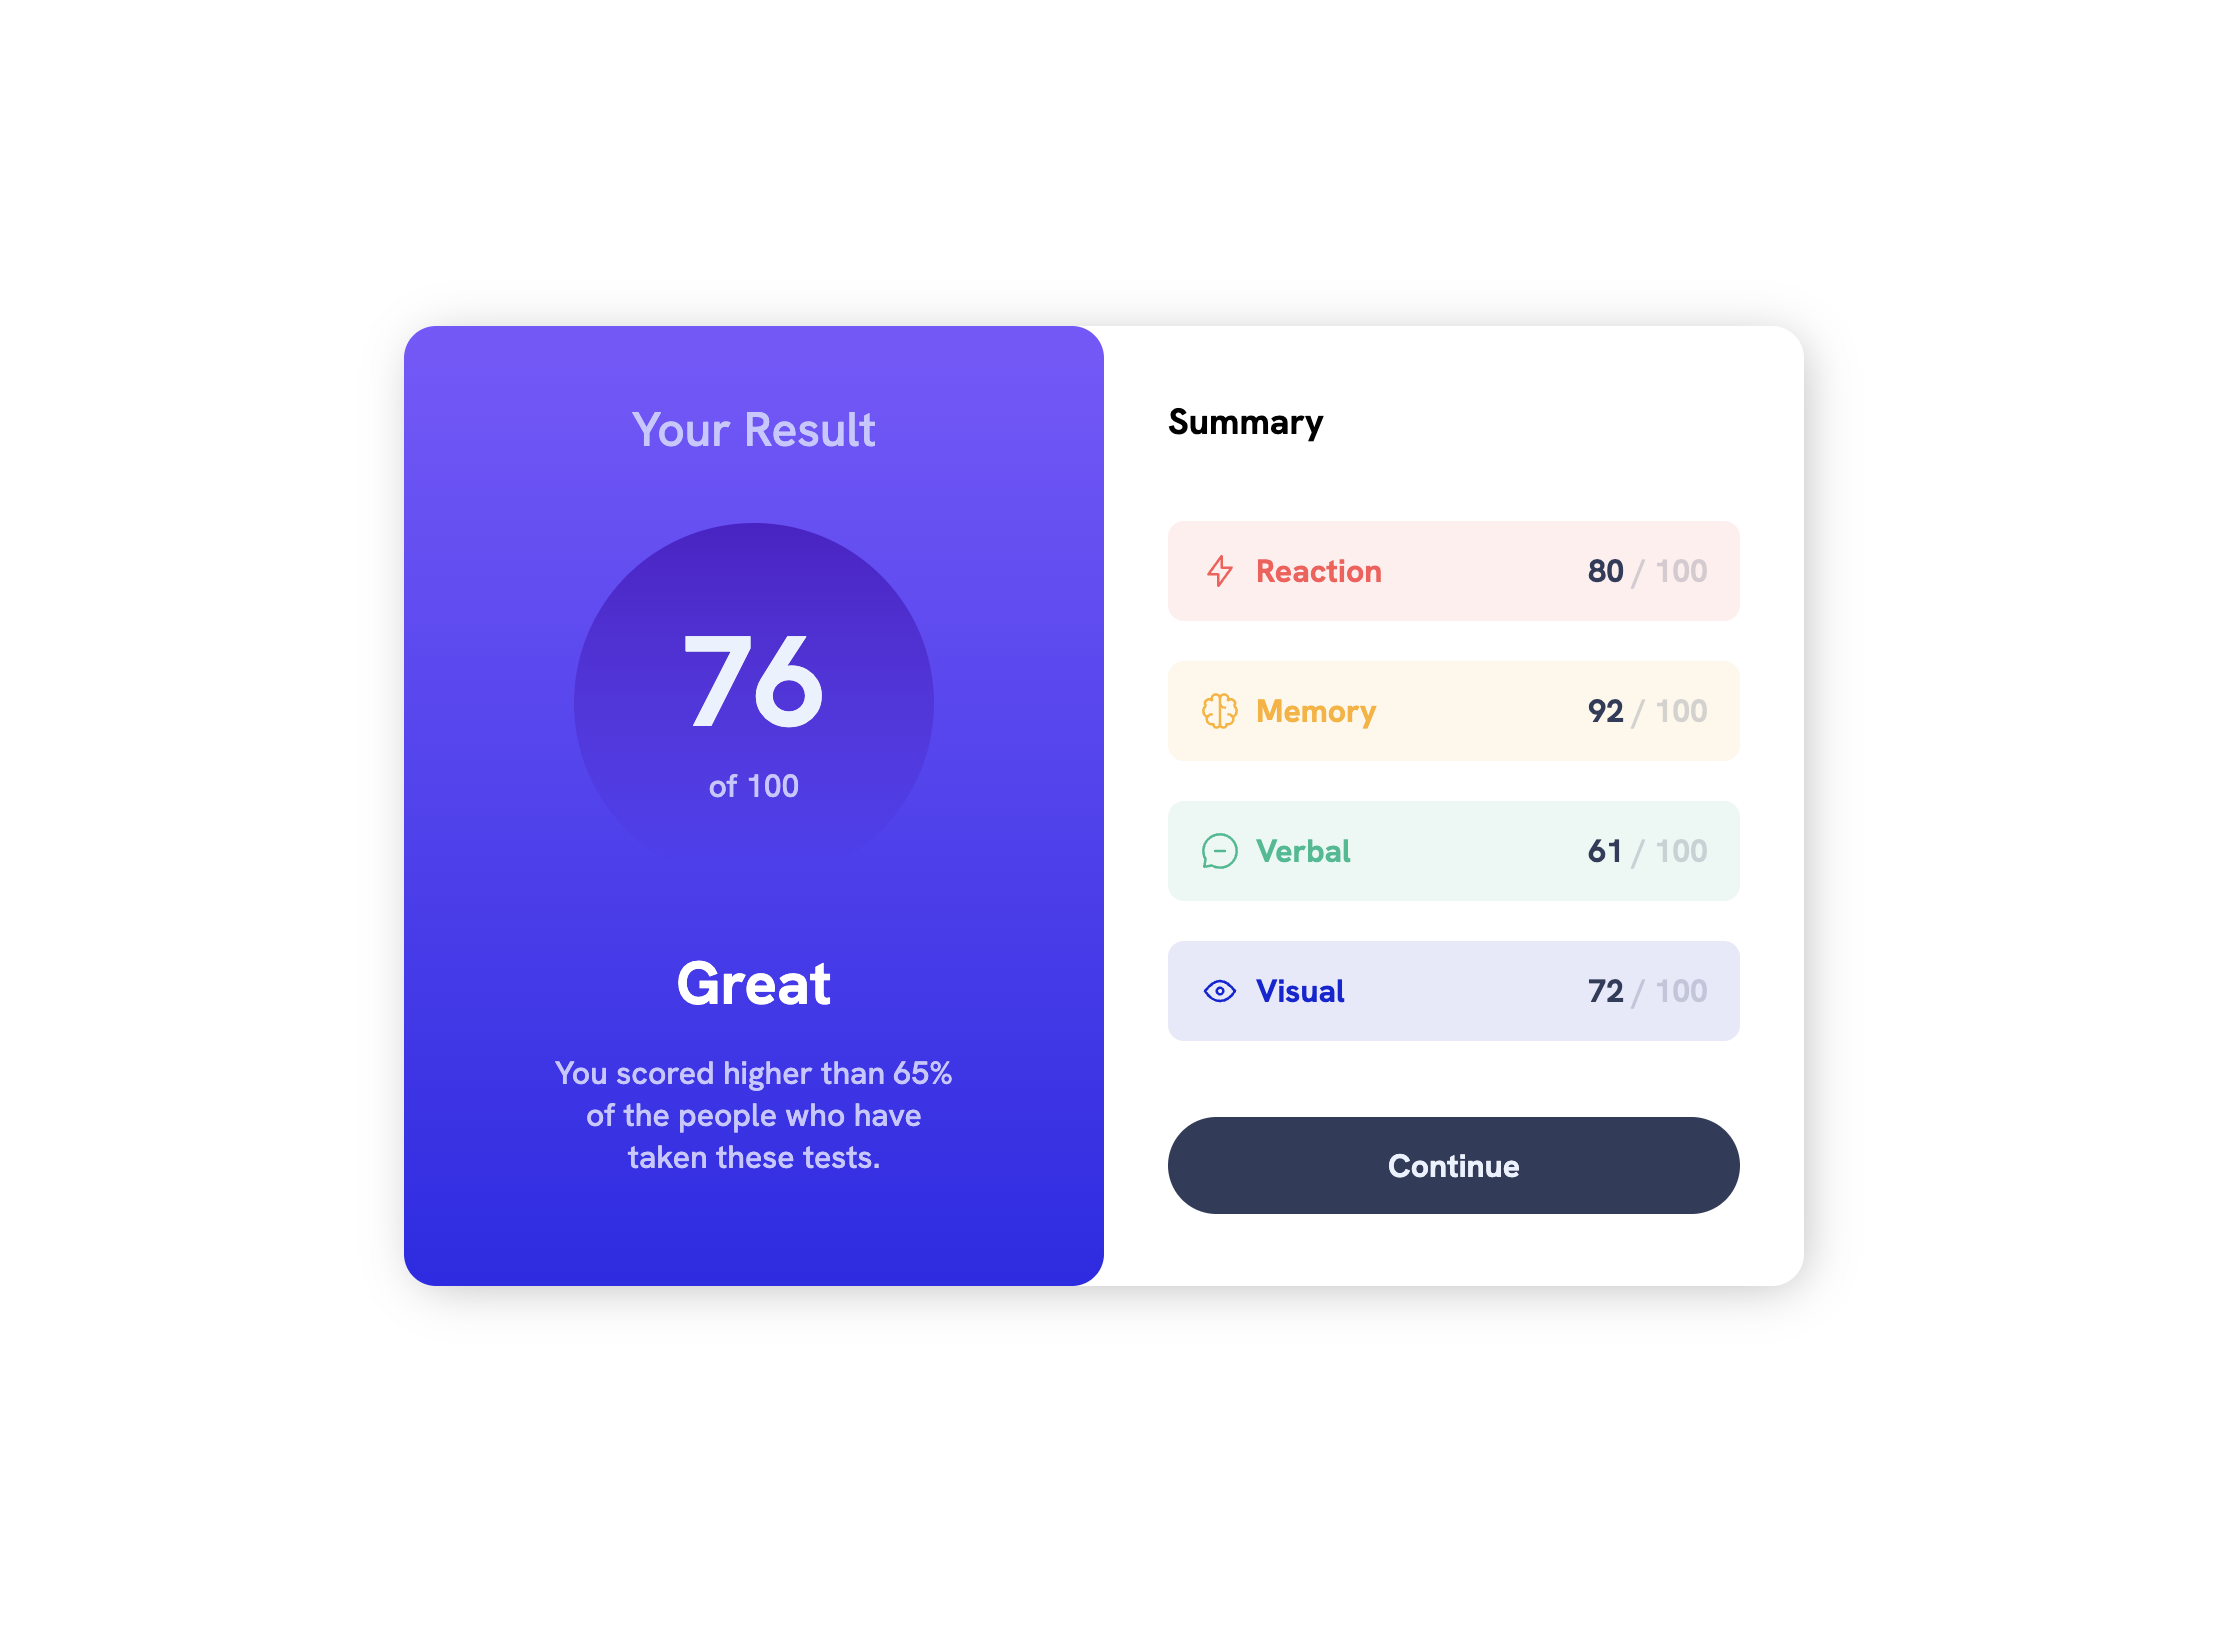 Your Result
76
of 100
Great
You scored higher than 65%
of the people who have
taken these tests.
Summary
Reaction 80 / 100
Memory 92 / 100
Verbal 61 / 100
Visual 72 / 100
Continue